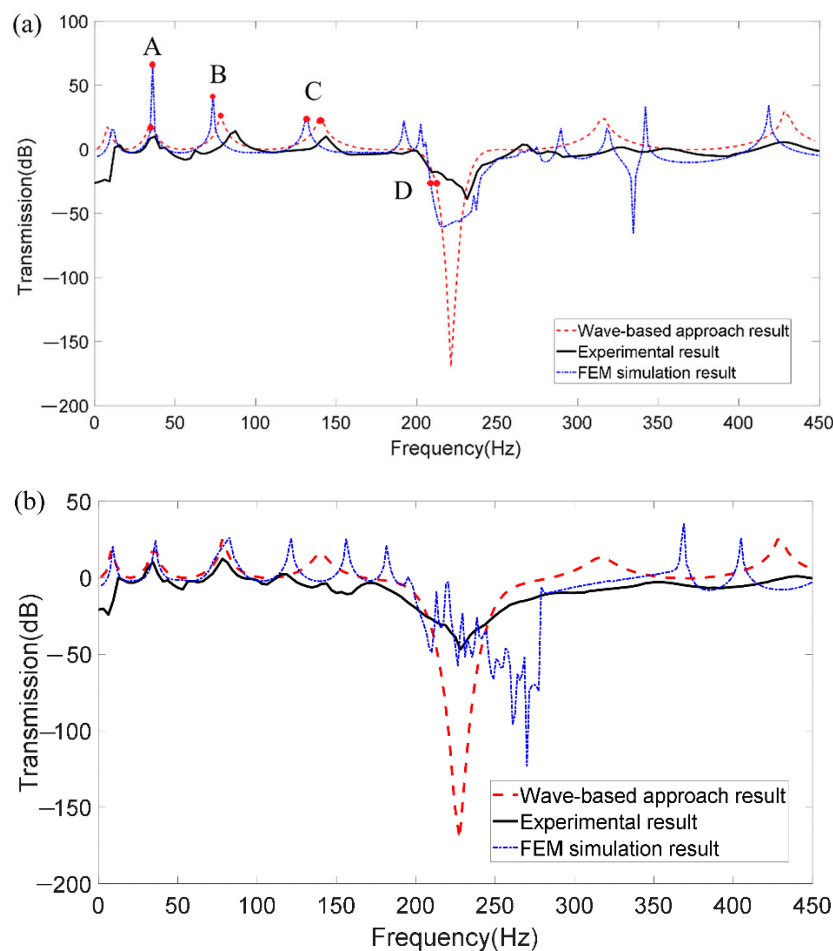 (a)
100
50
0
−50
−100
−150
−200
Transmission(dB)
A
B
C
D
Wave-based approach result
Experimental result
FEM simulation result
0 50 100 150 200 250 300 350 400 450
Frequency(Hz)
(b)
50
0
−50
−100
−150
−200
Transmission(dB)
Wave-based approach result
Experimental result
FEM simulation result
0 50 100 150 200 250 300 350 400 450
Frequency(Hz)